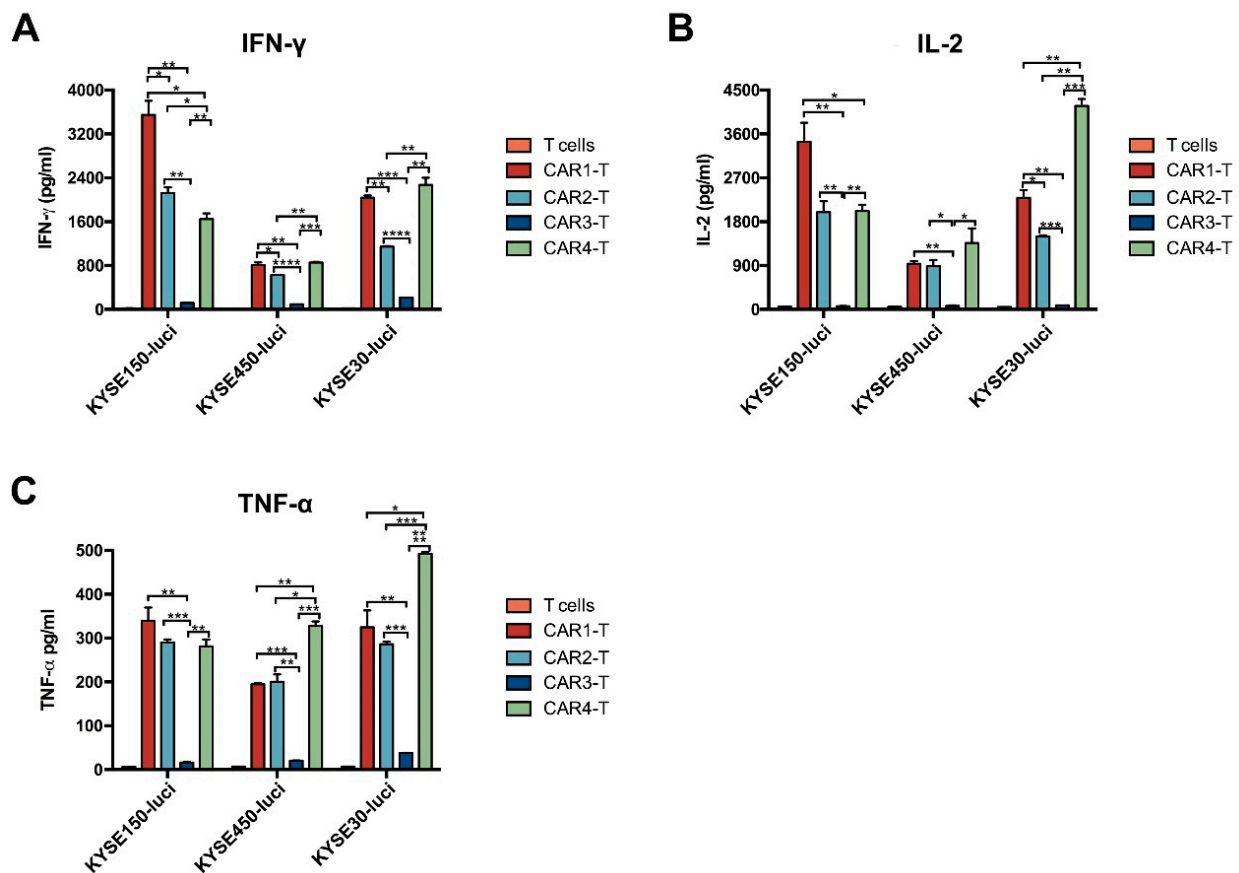 A
IFN-γ
**
*
*
*
**
**
**
**
*
****
**
***
**
***
**
****
**
**
4000
3200
2400
1600
800
0
IFN-γ (pg/ml)
KYSE150-luci
KYSE450-luci
KYSE30-luci
T cells
CAR1-T
CAR2-T
CAR3-T
CAR4-T
B
IL-2
*
**
**
**
**
*
*
**
*
***
**
**
***
4500
3600
2700
1800
900
0
IL-2 (pg/ml)
KYSE150-luci
KYSE450-luci
KYSE30-luci
T cells
CAR1-T
CAR2-T
CAR3-T
CAR4-T
C
TNF-α
**
***
**
**
*
***
***
**
*
***
**
**
**
***
500
400
300
200
100
0
TNF-α pg/ml
KYSE150-luci
KYSE450-luci
KYSE30-luci
T cells
CAR1-T
CAR2-T
CAR3-T
CAR4-T